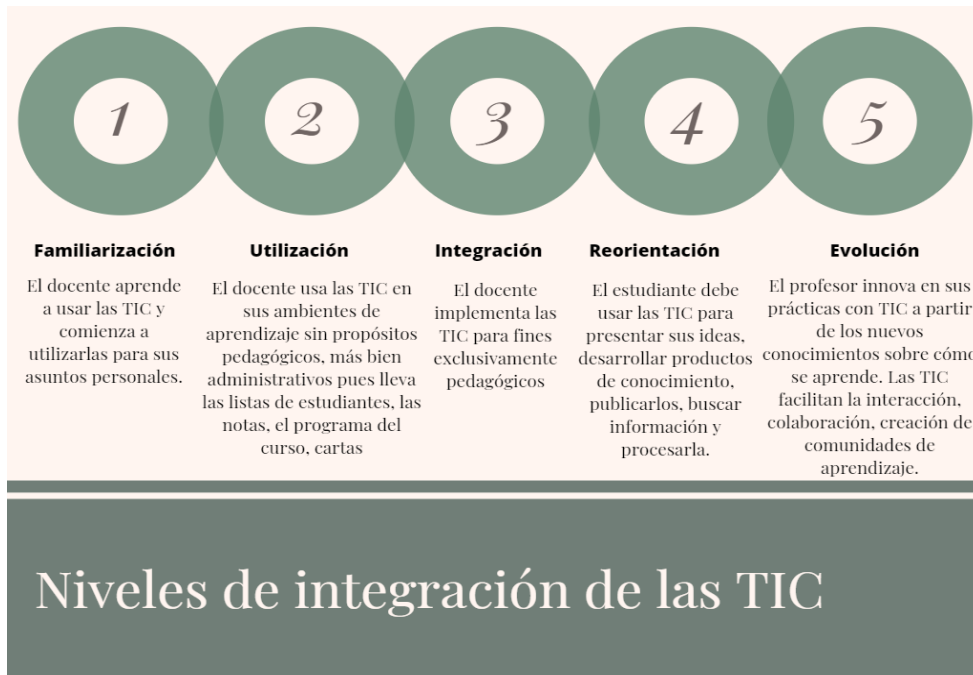 1
2
3
4
5
Familiarización
El docente aprende
a usar las TIC y
comienza a
utilizarlas para sus
asuntos personales.
Utilización
El docente usa las TIC en
sus ambientes de
aprendizaje sin propósitos
pedagógicos, más bien
administrativos pues lleva
las listas de estudiantes, las
notas, el programa del
curso, cartas
Integración
El docente
implementa las
TIC para fines
exclusivamente
pedagógicos
Reorientación
El estudiante debe
usar las TIC para
presentar sus ideas,
desarrollar productos
de conocimiento,
publicarlos, buscar
información y
procesarla.
Evolución
El profesor innova en sus
prácticas con TIC a partir
de los nuevos
conocimientos sobre cómo
se aprende. Las TIC
facilitan la interacción,
colaboración, creación de
comunidades de
aprendizaje.
Niveles de integración de las TIC